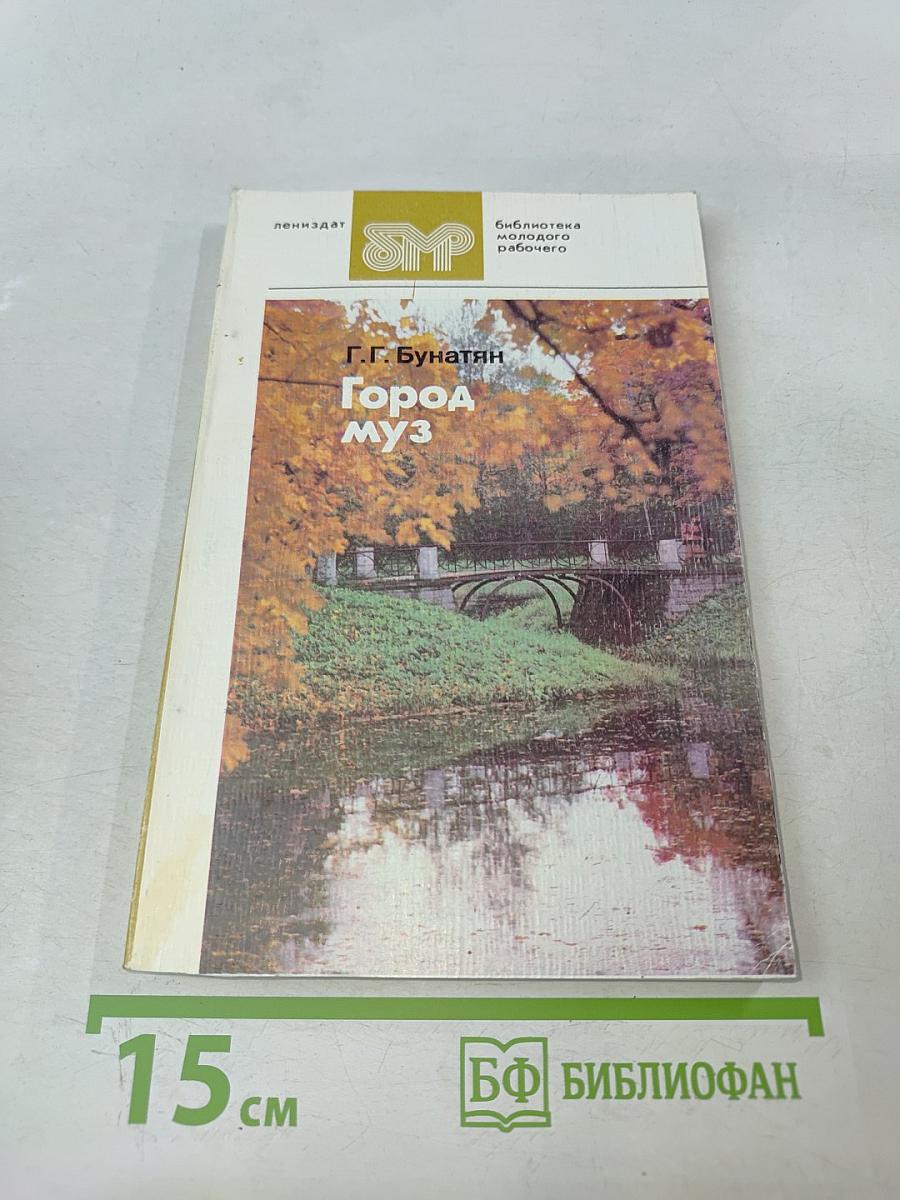 лениздат
бмр
библиотека
молодого
рабочего
Г.Г. Бунатян
Город
муз
15 см
БФ БИБЛИОФАН